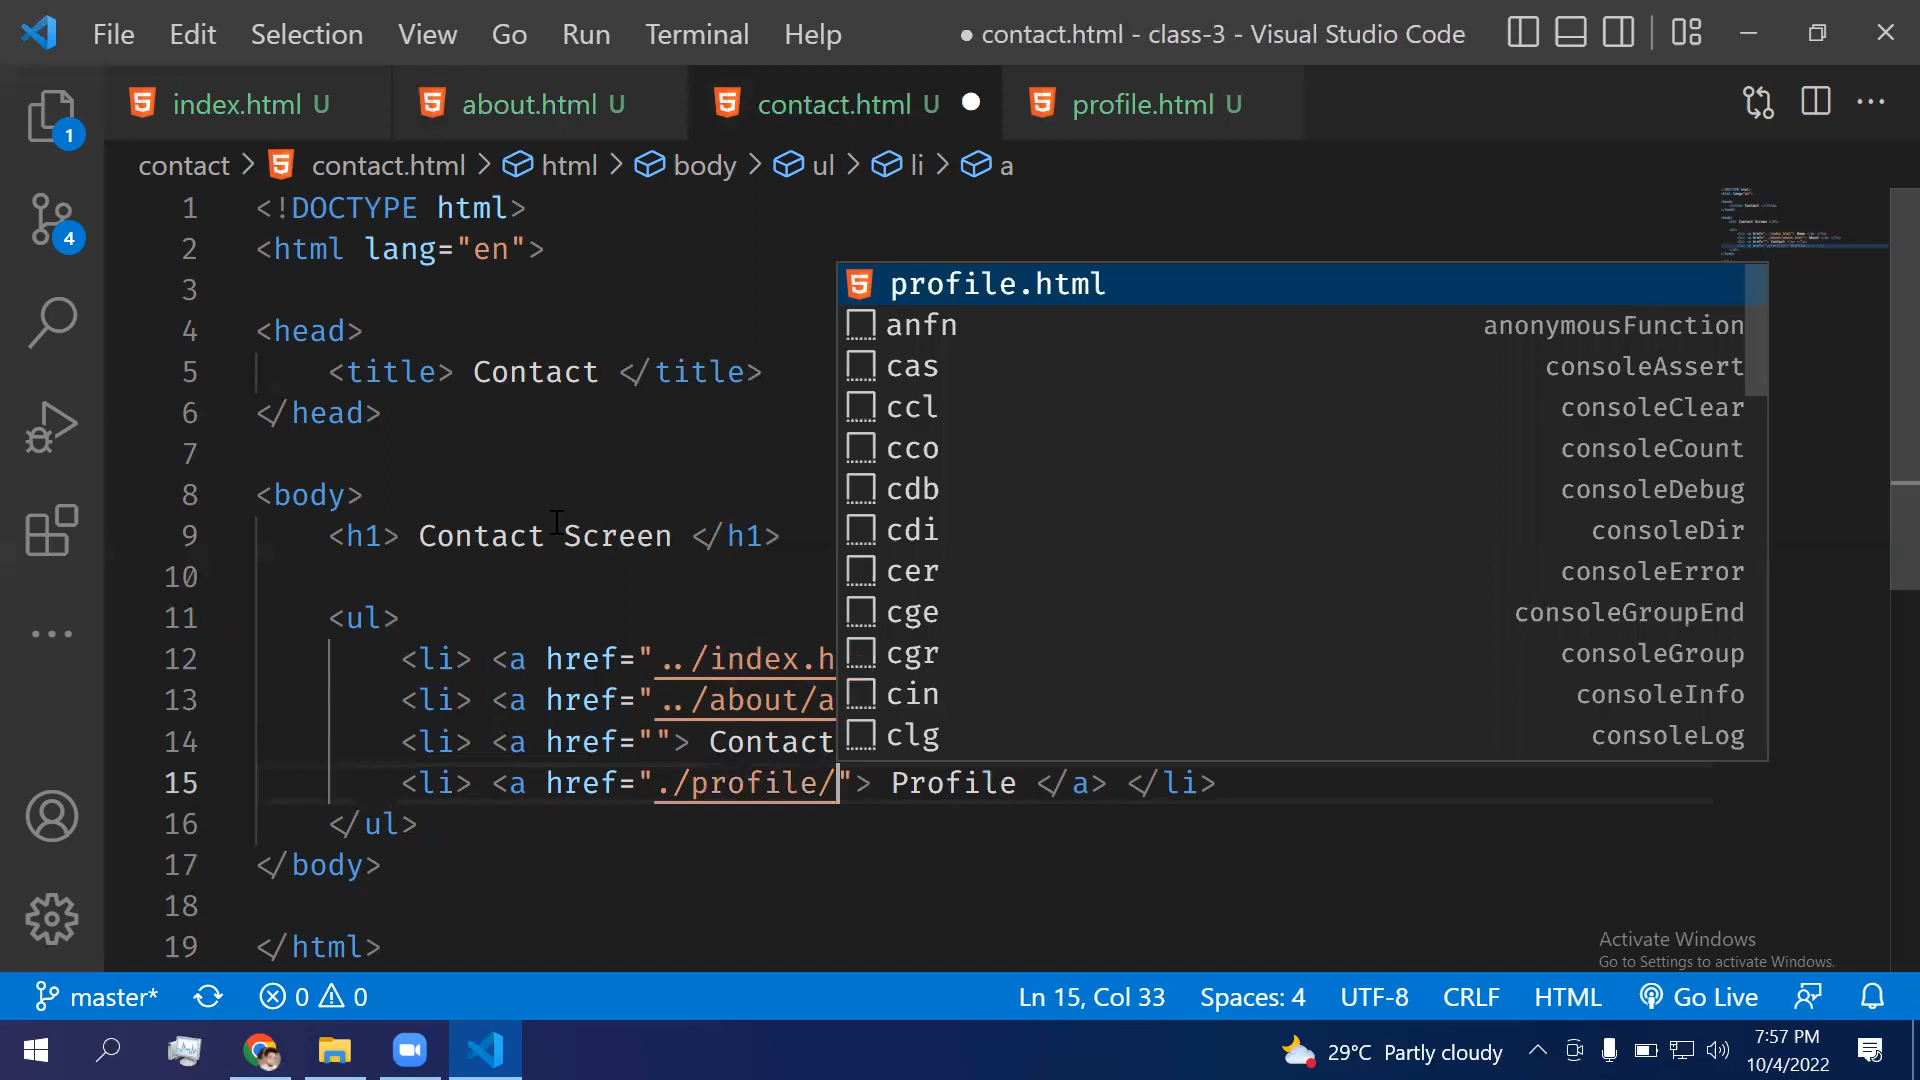 File Edit Selection View Go Run Terminal Help ● contact.html - class-3 - Visual Studio Code
index.html U about.html U contact.html U profile.html U
contact > contact.html > html > body > ul > li > a
1 <!DOCTYPE html>
2 <html lang="en">
3
4 <head>
5 <title> Contact </title>
6 </head>
7
8 <body>
9 <h1> Contact Screen </h1>
10
11 <ul>
12 <li> <a href="../index.h
13 <li> <a href="../about/a
14 <li> <a href=""> Contact
15 <li> <a href="./profile/"> Profile </a> </li>
16 </ul>
17 </body>
18
19 </html>
profile.html
anfn anonymousFunction
cas consoleAssert
ccl consoleClear
cco consoleCount
cdb consoleDebug
cdi consoleDir
cer consoleError
cge consoleGroupEnd
cgr consoleGroup
cin consoleInfo
clg consoleLog
1
4
Activate Windows
Go to Settings to activate Windows.
master* 0 0 Ln 15, Col 33 Spaces: 4 UTF-8 CRLF HTML Go Live
29°C Partly cloudy 7:57 PM
10/4/2022